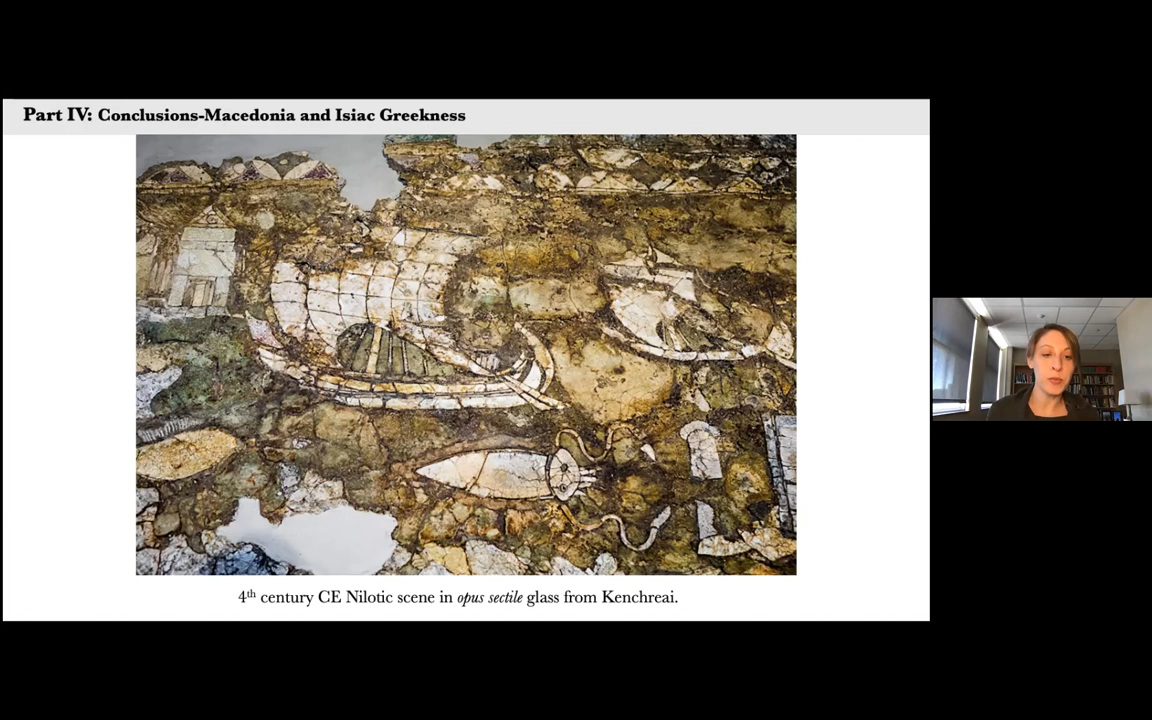 Part IV: Conclusions-Macedonia and Isiac Greekness
4th century CE Nilotic scene in opus sectile glass from Kenchreai.